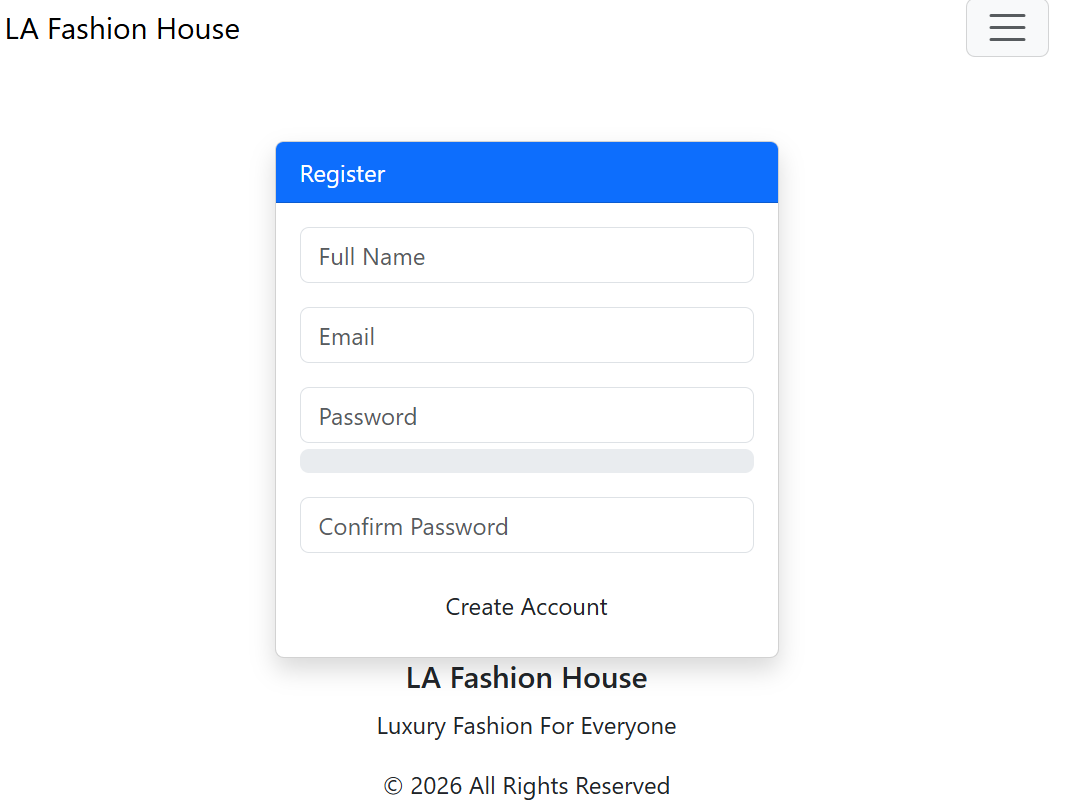 LA Fashion House
Register
Full Name
Email
Password
Confirm Password
Create Account
LA Fashion House
Luxury Fashion For Everyone
© 2026 All Rights Reserved